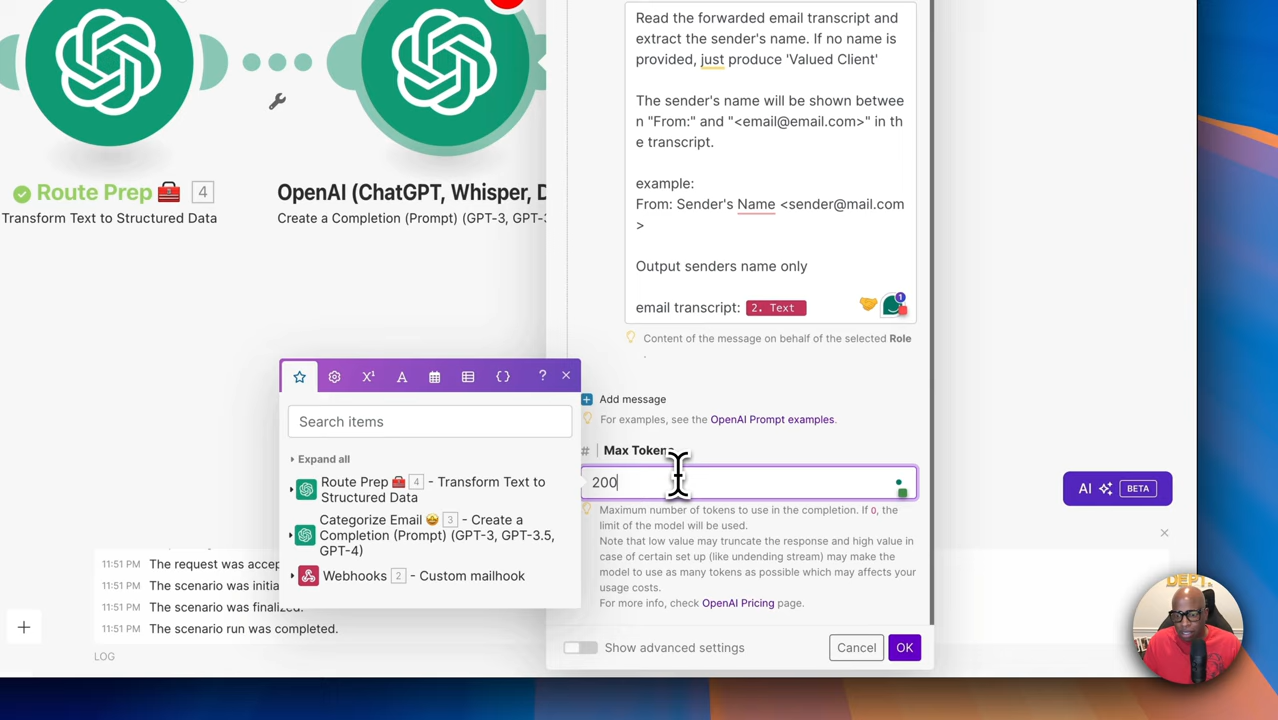 Read the forwarded email transcript and
extract the sender's name. If no name is
provided, just produce 'Valued Client'
The sender's name will be shown betwee
n "From:" and "<email@email.com>" in th
e transcript.
example:
From: Sender's Name <sender@mail.com
>
Output senders name only
email transcript: 2. Text
1
Content of the message on behalf of the selected Role
.
Route Prep 🧰 4
Transform Text to Structured Data
OpenAI (ChatGPT, Whisper, D
Create a Completion (Prompt) (GPT-3, GPT-
Add message
For examples, see the OpenAI Prompt examples.
# Max Tokens
200
Maximum number of tokens to use in the completion. If 0, the
limit of the model will be used.
Note that low value may truncate the response and high value in
case of certain set up (like undending stream) may make the
model to use as many tokens as possible which may affects your
usage costs.
For more info, check OpenAI Pricing page.
Show advanced settings
Cancel
OK
X¹ A {} ? ×
Search items
Expand all
Route Prep 🧰 4 - Transform Text to
Structured Data
Categorize Email 🤩 3 - Create a
Completion (Prompt) (GPT-3, GPT-3.5,
GPT-4)
Webhooks 2 - Custom mailhook
AI BETA
11:51 PM The request was accep
11:51 PM The scenario was initia
11:51 PM The scenario was finalized.
11:51 PM The scenario run was completed.
LOG
DEPT